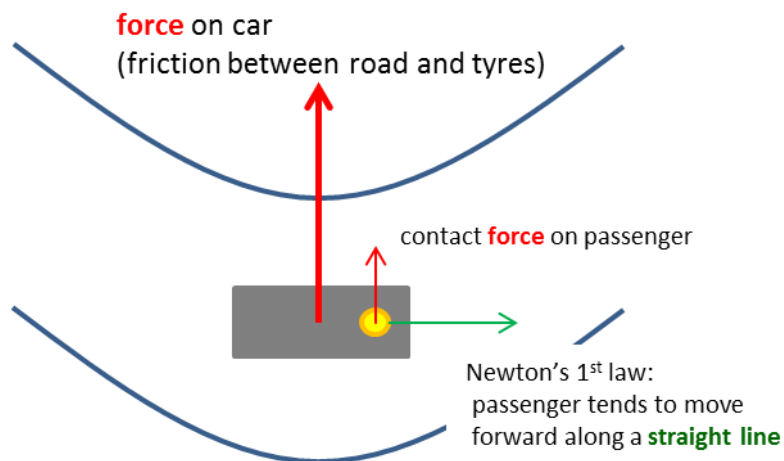 force on car
(friction between road and tyres)
contact force on passenger
Newton's 1st law:
passenger tends to move
forward along a straight line